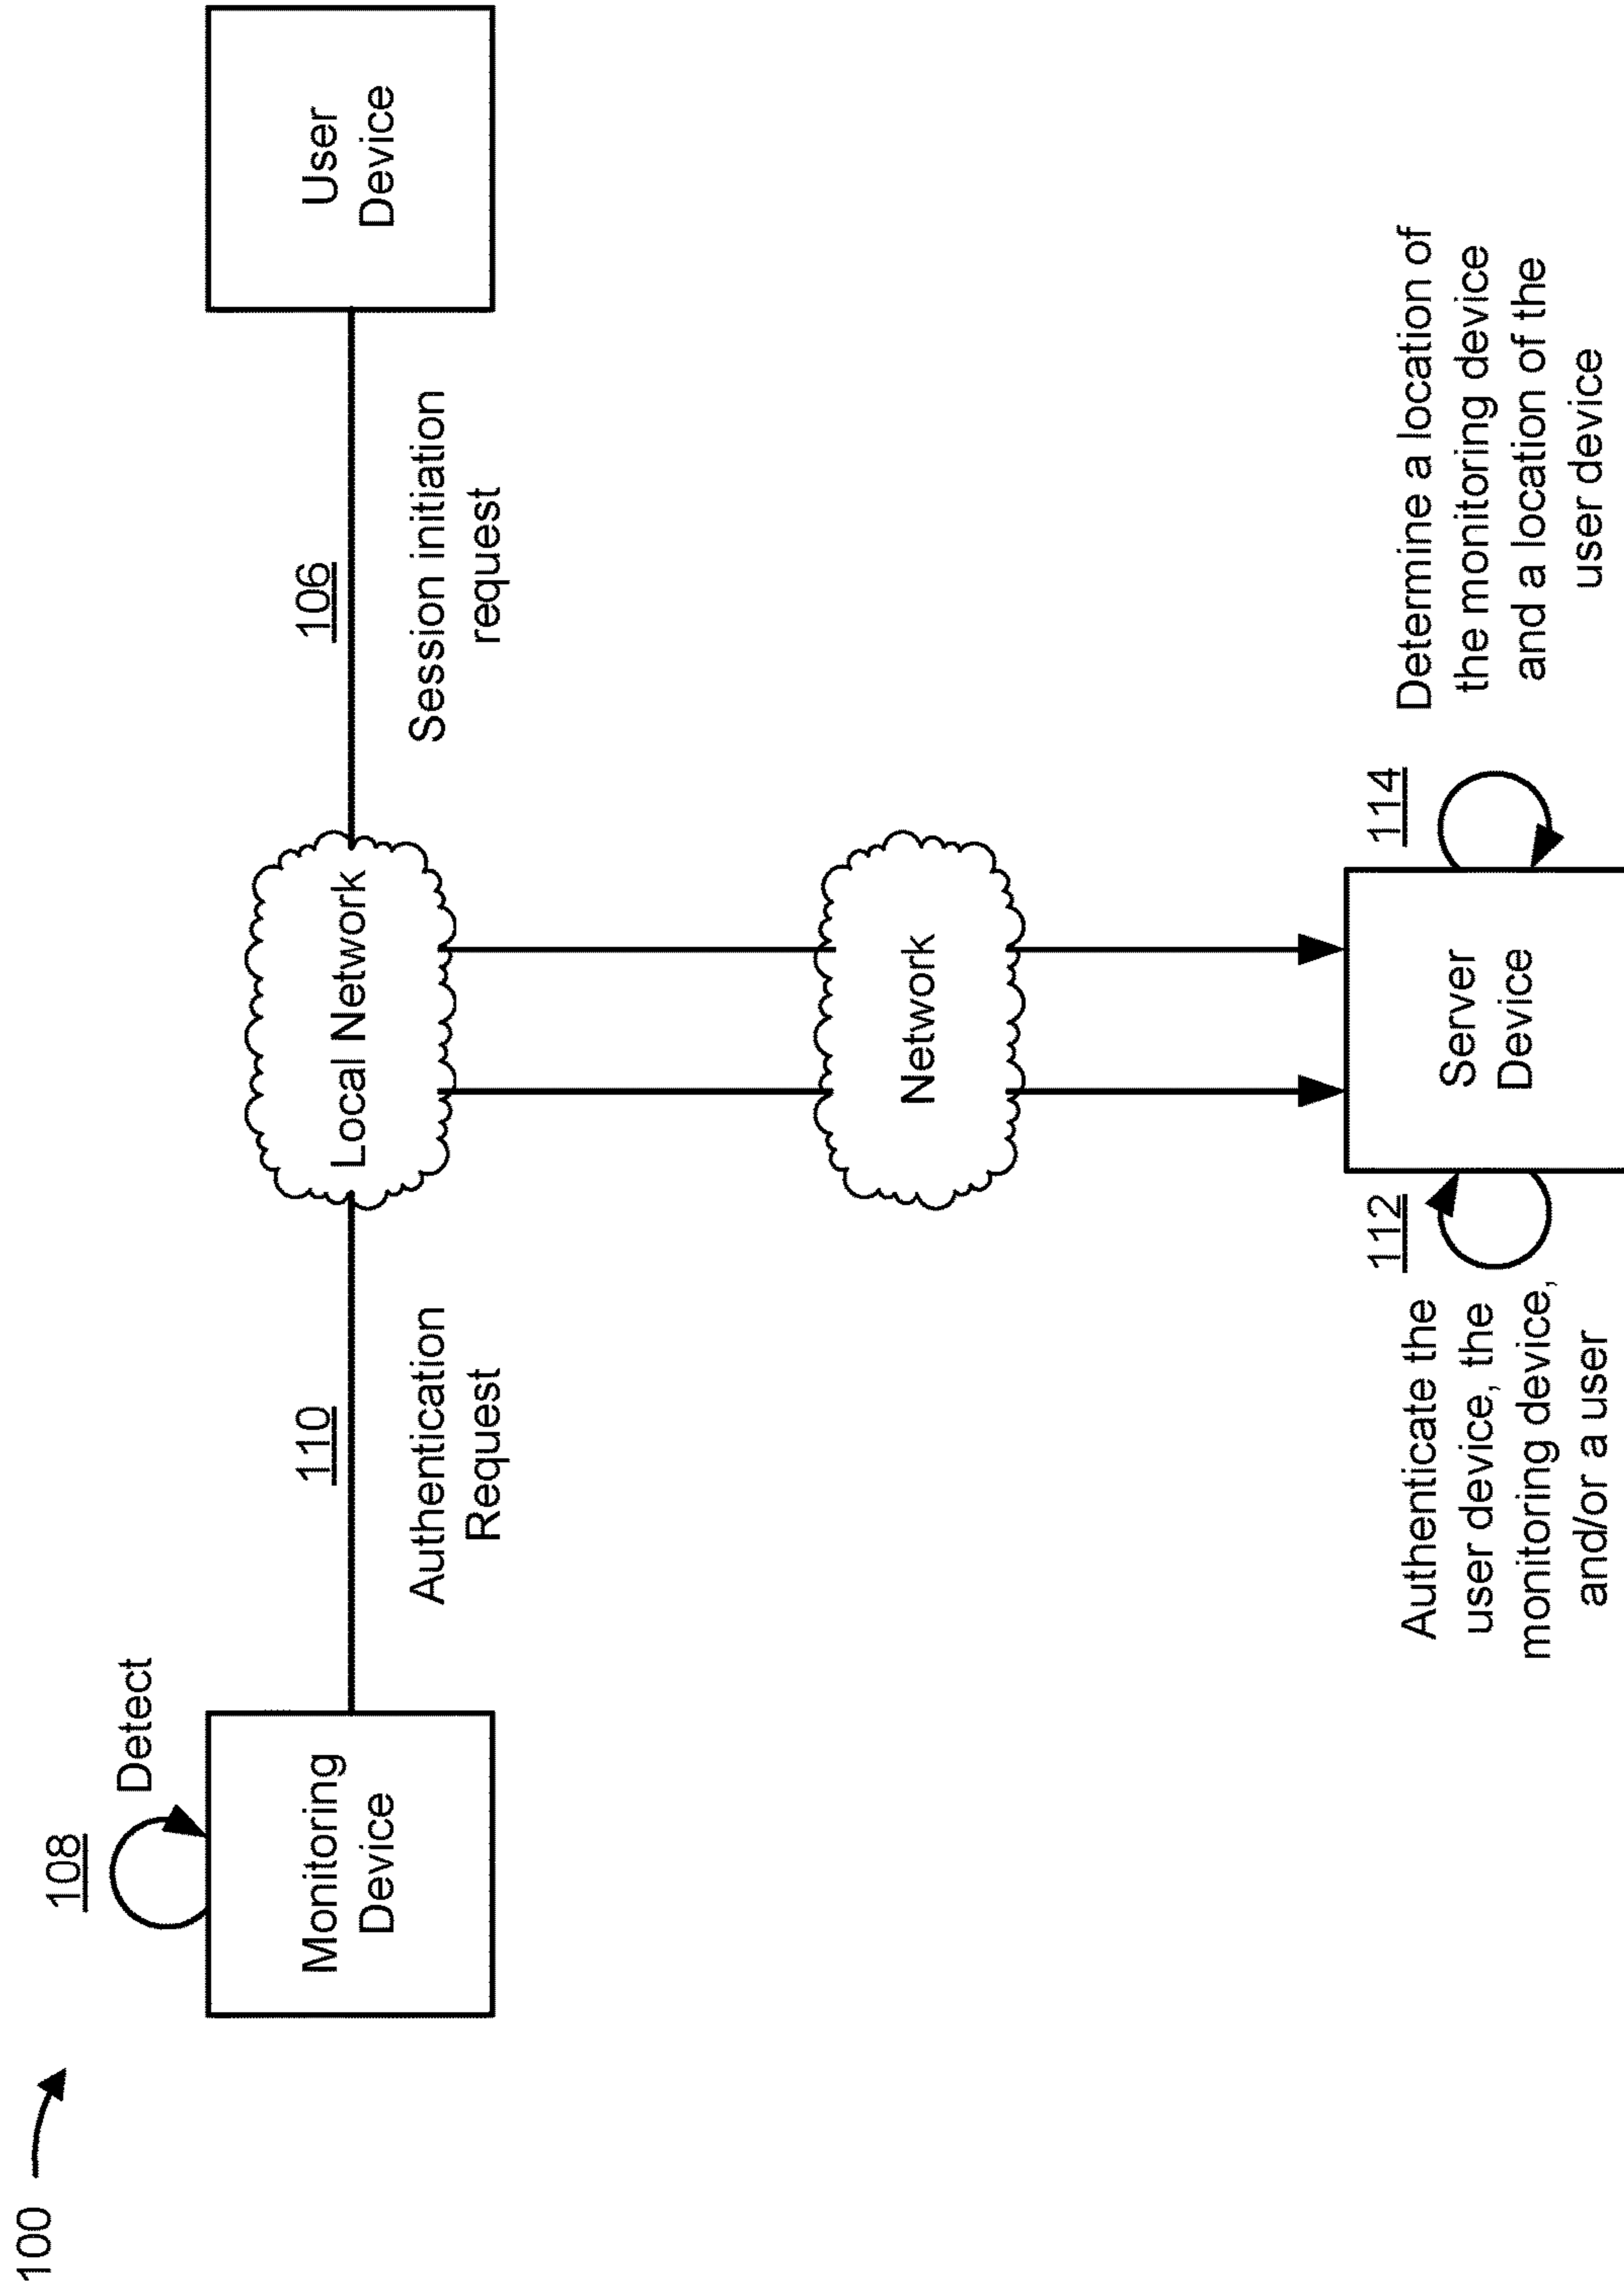 100
108
Detect
Monitoring
Device
110
Authentication
Request
Local Network
106
Session initiation
request
User
Device
Network
112
Authenticate the
user device, the
monitoring device,
and/or a user
Server
Device
114
Determine a location of
the monitoring device
and a location of the
user device